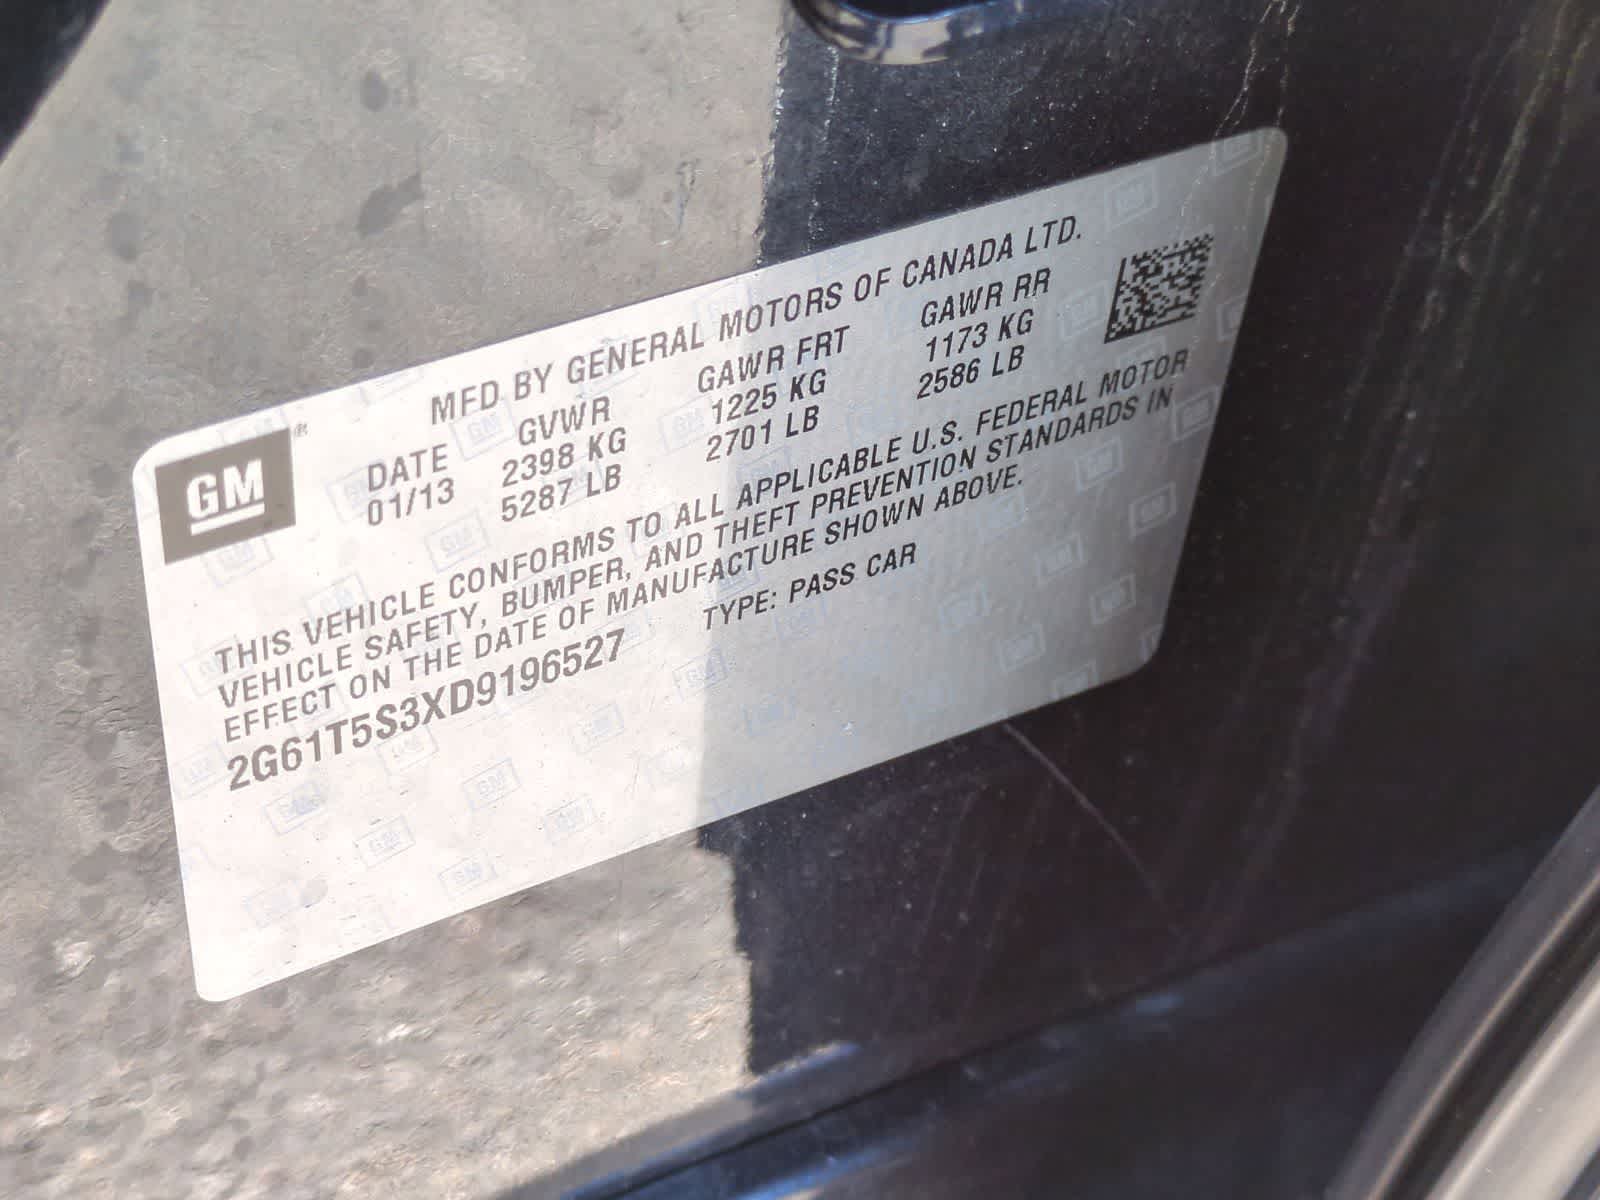 MFD BY GENERAL MOTORS OF CANADA LTD.
GM ®
DATE GVWR GAWR FRT GAWR RR
01/13 2398 KG 1225 KG 1173 KG
5287 LB 2701 LB 2586 LB
THIS VEHICLE CONFORMS TO ALL APPLICABLE U.S. FEDERAL MOTOR
VEHICLE SAFETY, BUMPER, AND THEFT PREVENTION STANDARDS IN
EFFECT ON THE DATE OF MANUFACTURE SHOWN ABOVE.
2G61T5S3XD9196527 TYPE: PASS CAR